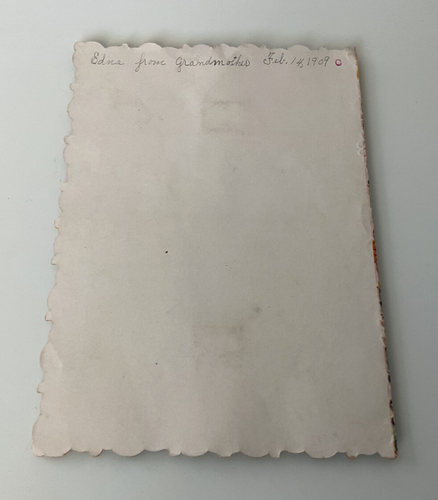 Edna from Grandmother Feb. 14, 1909